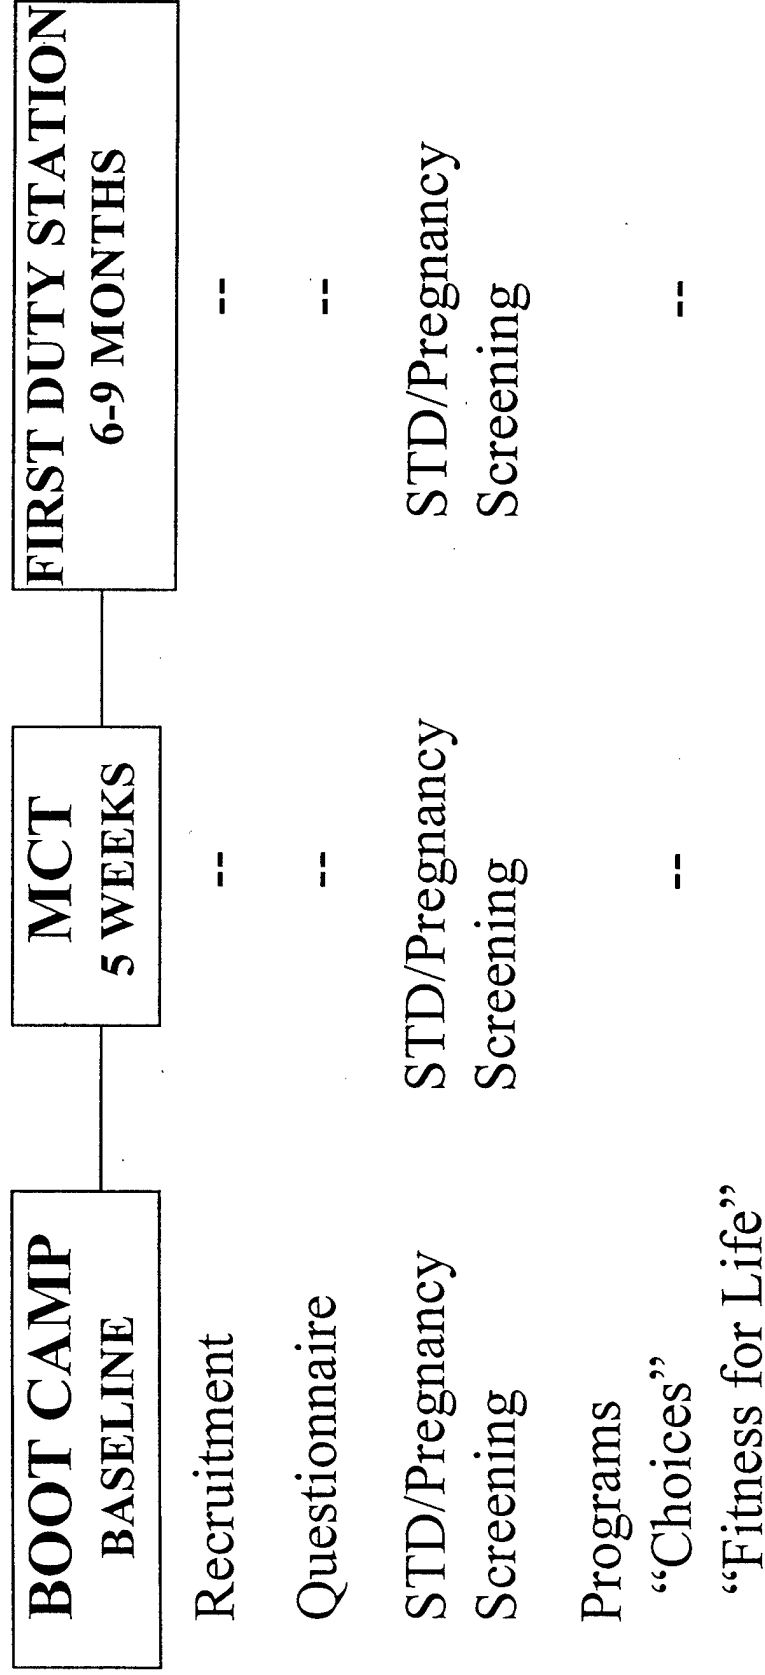 BOOT CAMP
BASELINE
MCT
5 WEEKS
FIRST DUTY STATION
6-9 MONTHS
Recruitment
--
--
Questionnaire
--
--
STD/Pregnancy
Screening
STD/Pregnancy
Screening
STD/Pregnancy
Screening
Programs
“Choices”
--
--
“Fitness for Life”